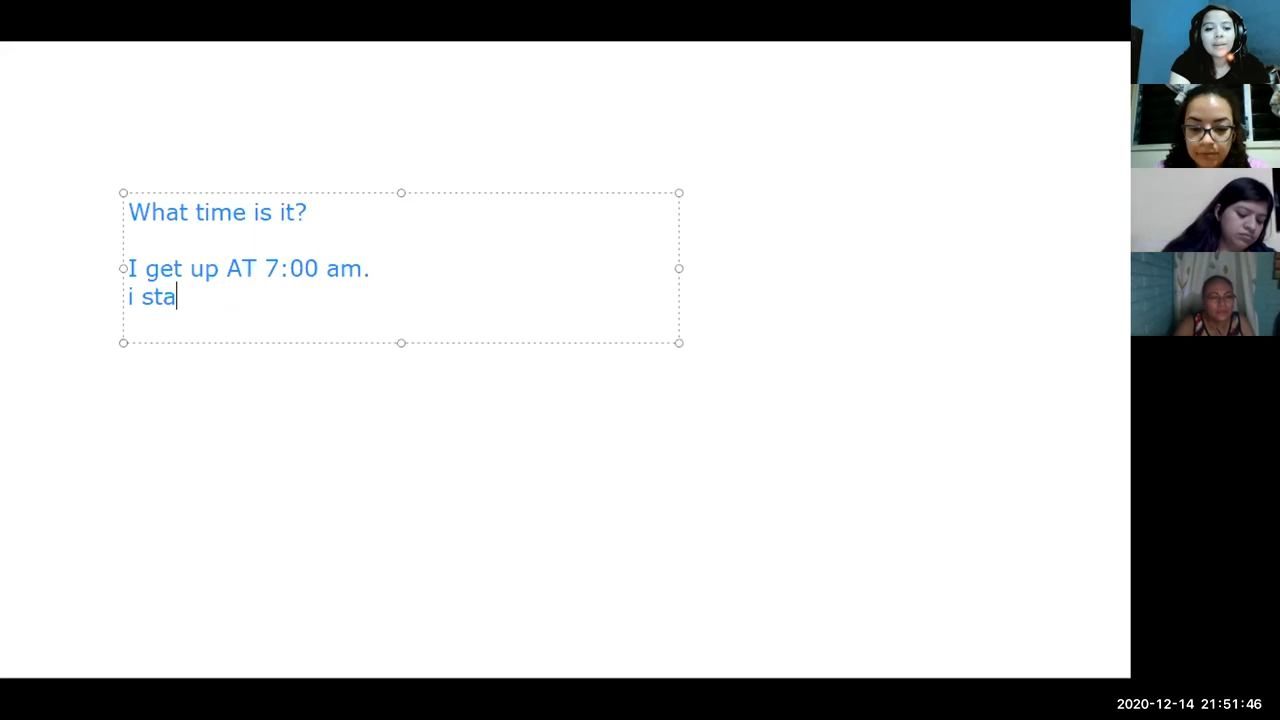 What time is it?
I get up AT 7:00 am.
i sta
2020-12-14 21:51:46